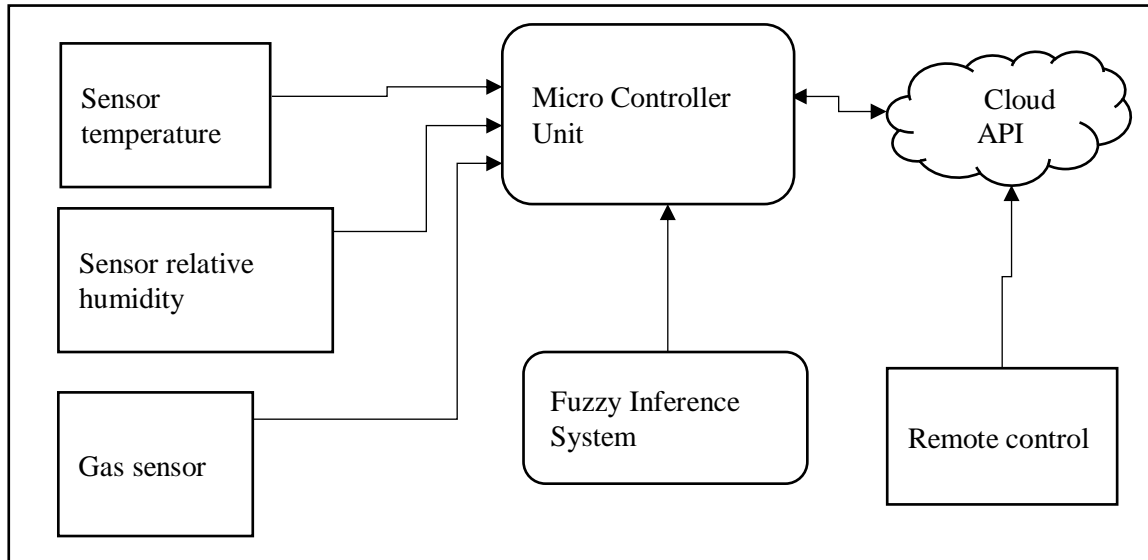 Sensor
temperature
Micro Controller
Unit
Cloud
API
Sensor relative
humidity
Fuzzy Inference
System
Gas sensor
Remote control